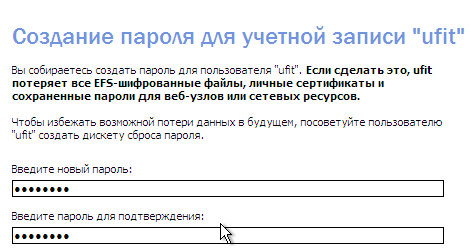 Создание пароля для учетной записи "ufit"
Вы собираетесь создать пароль для пользователя "ufit". Если сделать это, ufit
потеряет все EFS-шифрованные файлы, личные сертификаты и
сохраненные пароли для веб-узлов или сетевых ресурсов.
Чтобы избежать возможной потери данных в будущем, посоветуйте пользователю
"ufit" создать дискету сброса пароля.
Введите новый пароль:
••••••••
Введите пароль для подтверждения:
••••••••